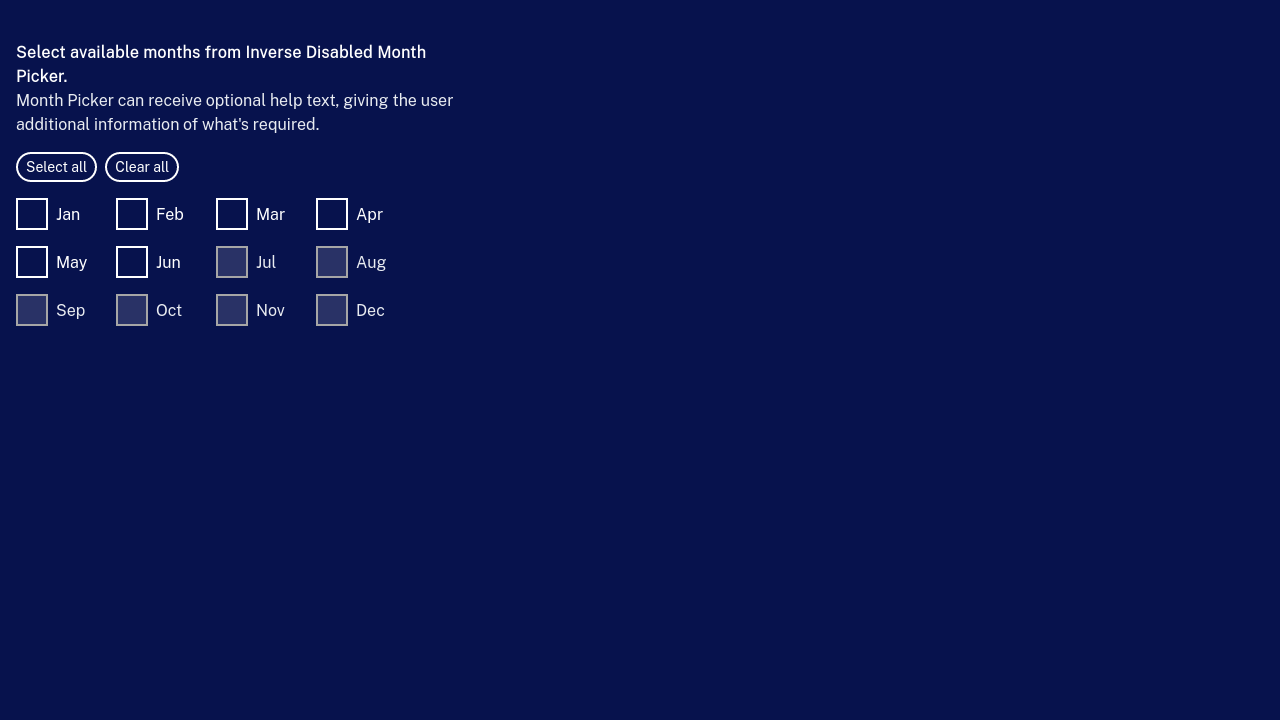 Select available months from Inverse Disabled Month
Picker.
Month Picker can receive optional help text, giving the user
additional information of what's required.
Select all Clear all
Jan Feb Mar Apr
May Jun Jul Aug
Sep Oct Nov Dec